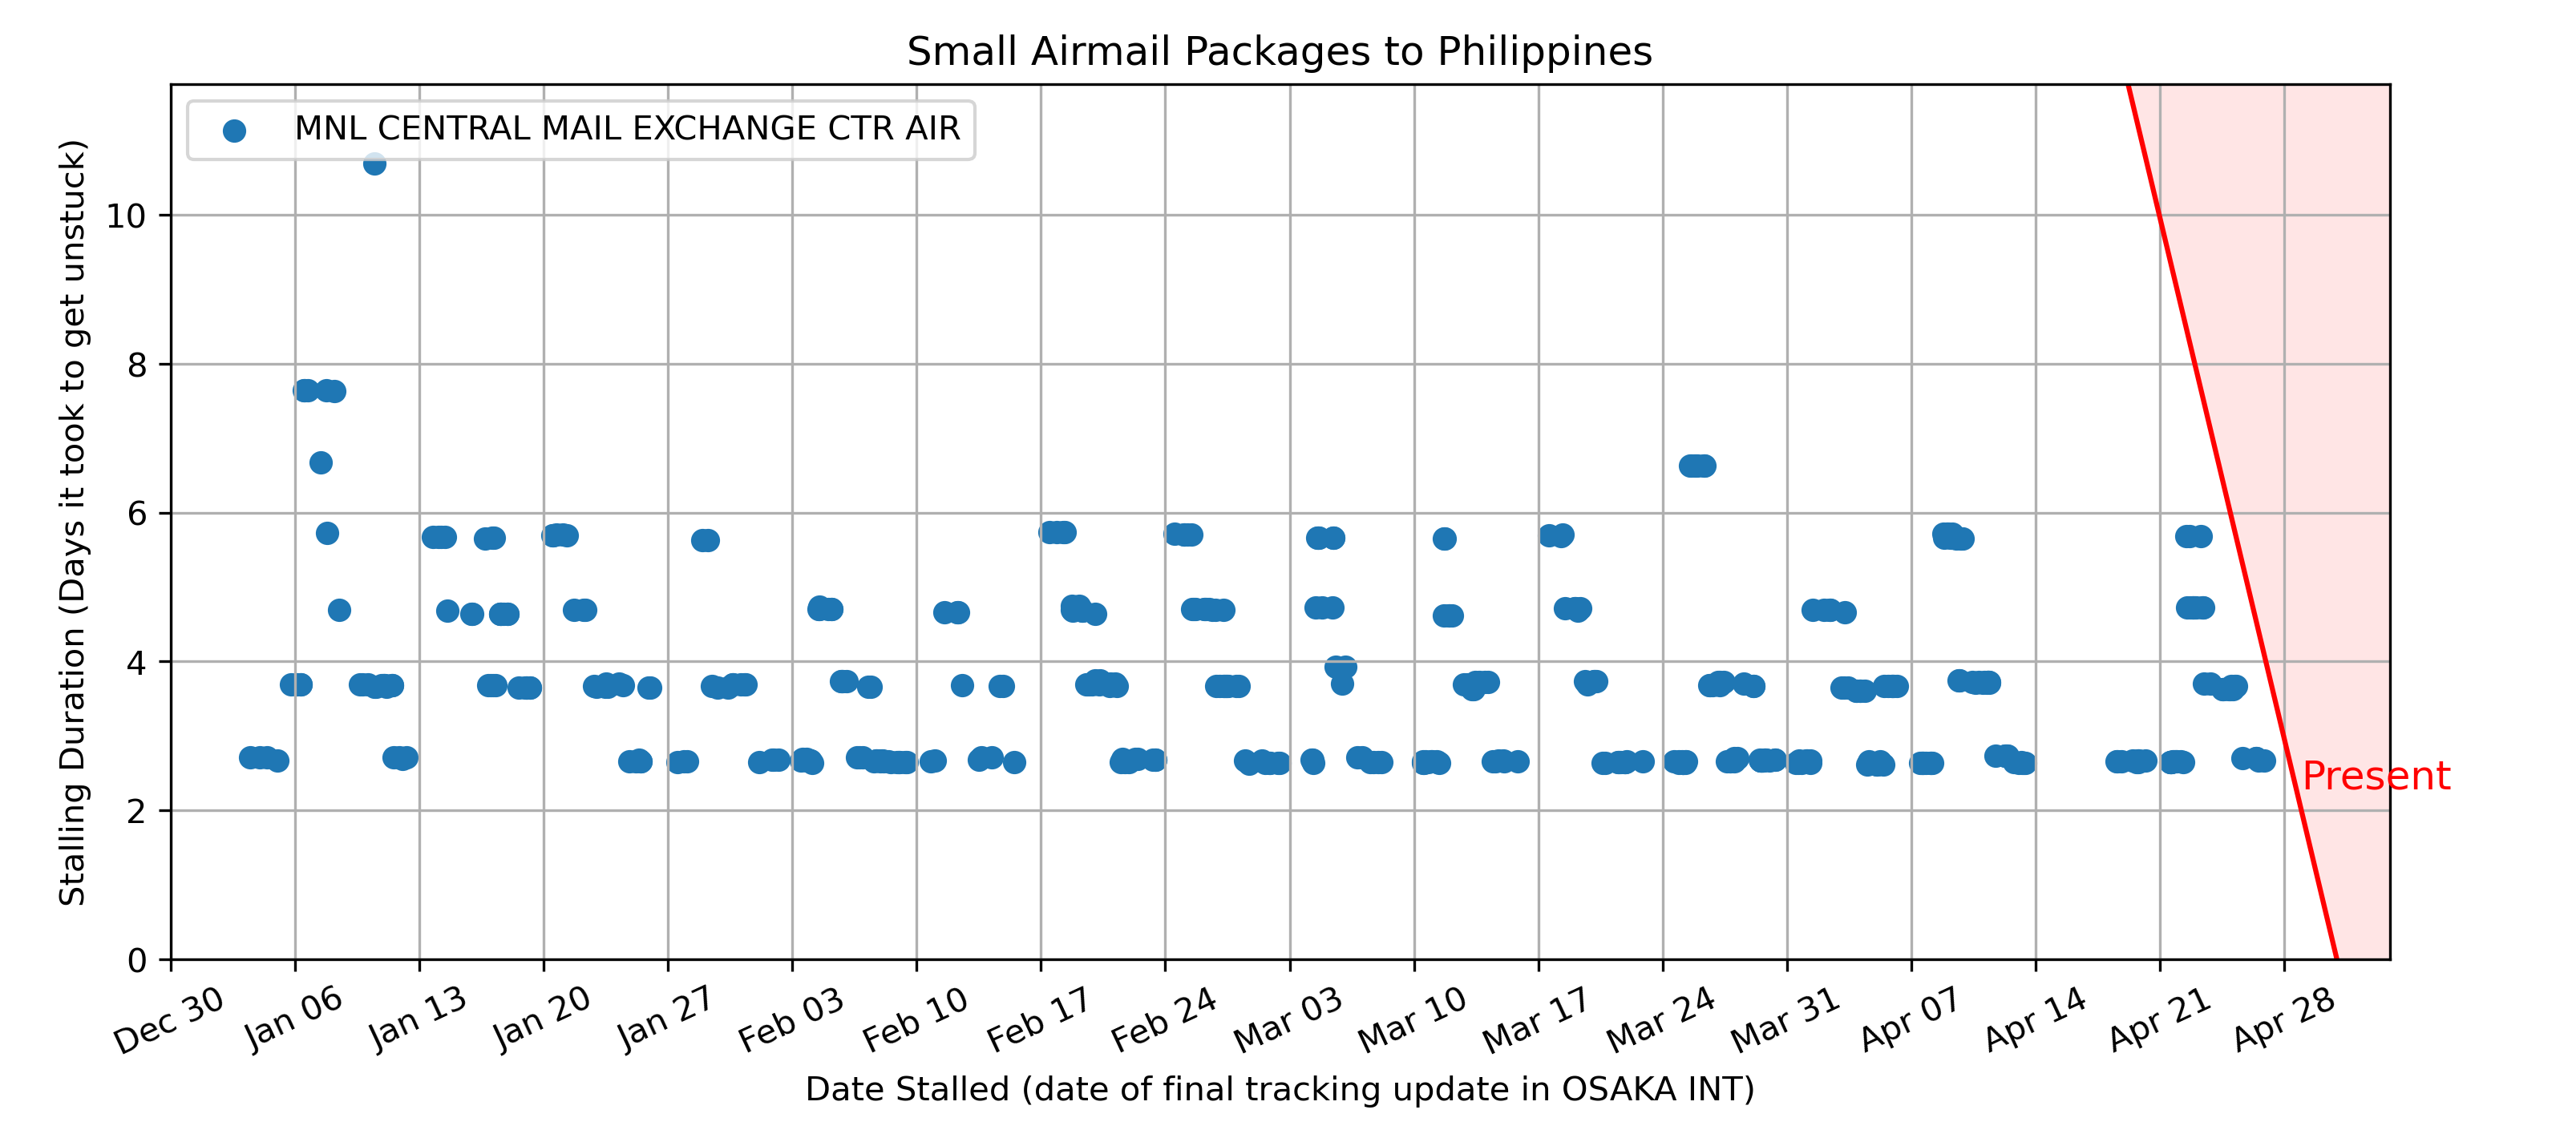 Small Airmail Packages to Philippines
MNL CENTRAL MAIL EXCHANGE CTR AIR
Stalling Duration (Days it took to get unstuck)
10
8
6
4
2
0
Present
Dec 30
Jan 06
Jan 13
Jan 20
Jan 27
Feb 03
Feb 10
Feb 17
Feb 24
Mar 03
Mar 10
Mar 17
Mar 24
Mar 31
Apr 07
Apr 14
Apr 21
Apr 28
Date Stalled (date of final tracking update in OSAKA INT)